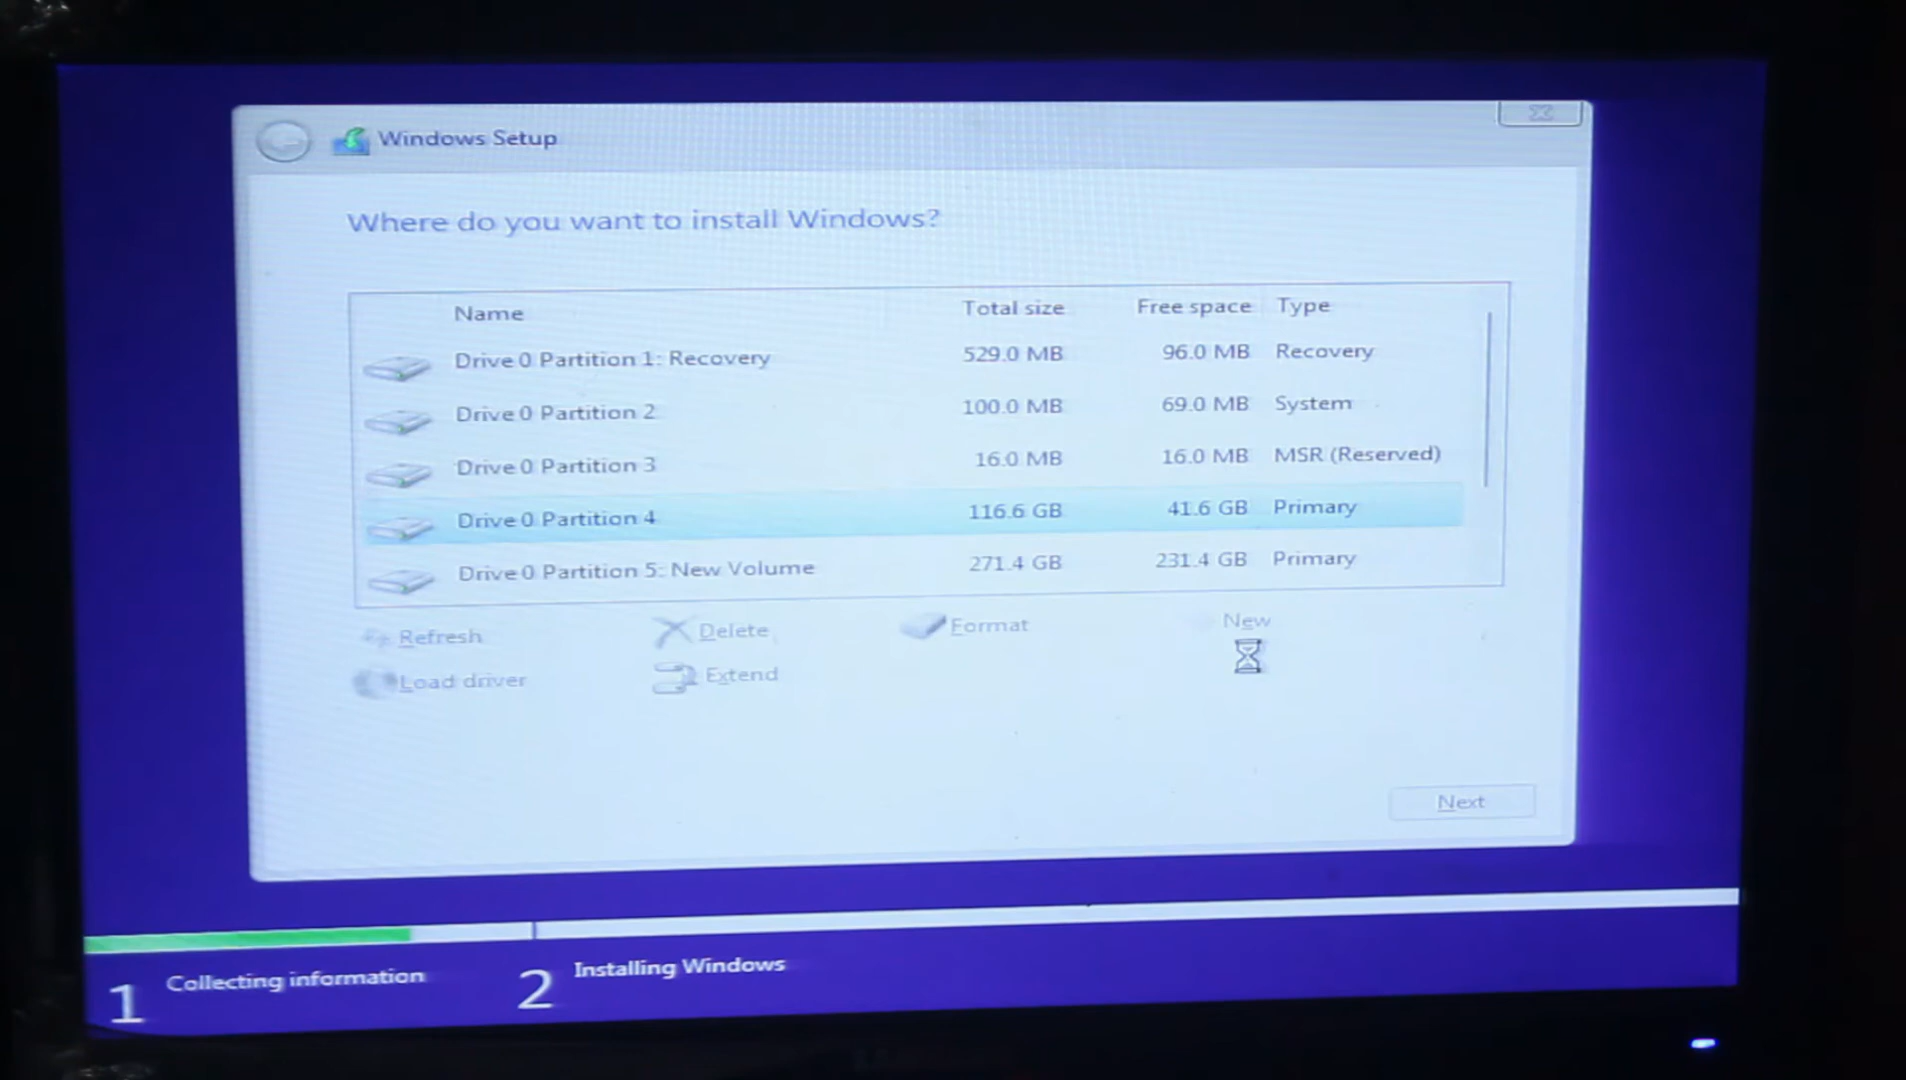 Windows Setup
Where do you want to install Windows?
Name Total size Free space Type
Drive 0 Partition 1: Recovery 529.0 MB 96.0 MB Recovery
Drive 0 Partition 2 100.0 MB 69.0 MB System
Drive 0 Partition 3 16.0 MB 16.0 MB MSR (Reserved)
Drive 0 Partition 4 116.6 GB 41.6 GB Primary
Drive 0 Partition 5: New Volume 271.4 GB 231.4 GB Primary
Refresh Delete Format New
Load driver Extend
Next
1 Collecting information 2 Installing Windows